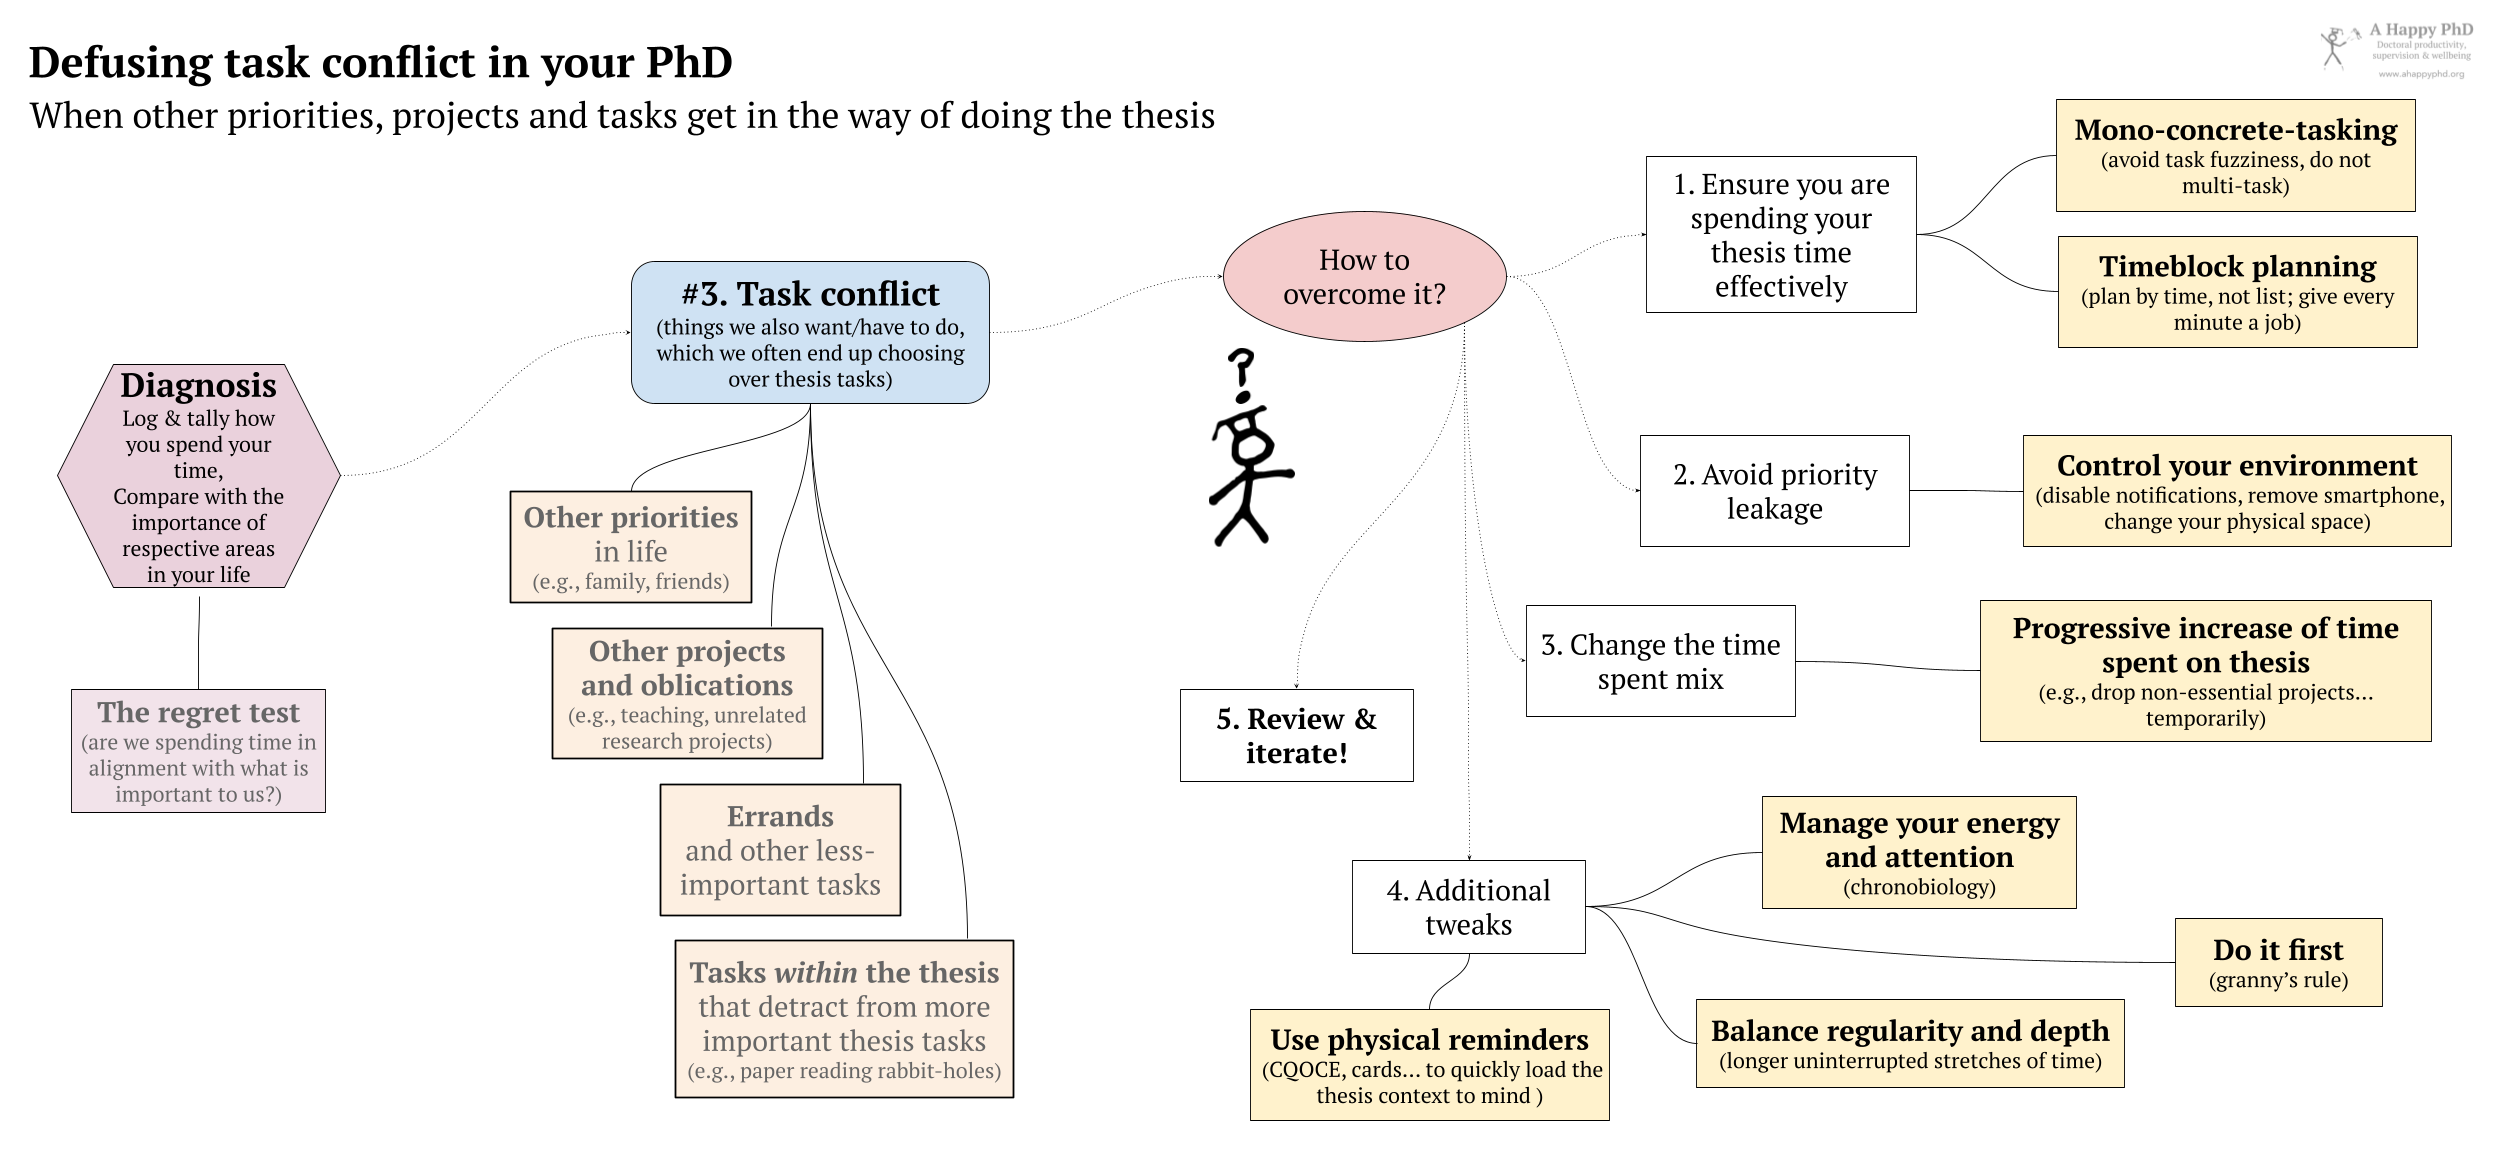 Defusing task conflict in your PhD
When other priorities, projects and tasks get in the way of doing the thesis
A Happy PhD
Doctoral productivity,
supervision & wellbeing
www.ahappyphd.org
Diagnosis
Log & tally how
you spend your
time,
Compare with the
importance of
respective areas
in your life
The regret test
(are we spending time in
alignment with what is
important to us?)
#3. Task conflict
(things we also want/have to do,
which we often end up choosing
over thesis tasks)
Other priorities
in life
(e.g., family, friends)
Other projects
and oblications
(e.g., teaching, unrelated
research projects)
Errands
and other less-
important tasks
Tasks within the thesis
that detract from more
important thesis tasks
(e.g., paper reading rabbit-holes)
How to
overcome it?
?
1. Ensure you are
spending your
thesis time
effectively
Mono-concrete-tasking
(avoid task fuzziness, do not
multi-task)
Timeblock planning
(plan by time, not list; give every
minute a job)
2. Avoid priority
leakage
Control your environment
(disable notifications, remove smartphone,
change your physical space)
3. Change the time
spent mix
Progressive increase of time
spent on thesis
(e.g., drop non-essential projects...
temporarily)
4. Additional
tweaks
Manage your energy
and attention
(chronobiology)
Do it first
(granny’s rule)
Balance regularity and depth
(longer uninterrupted stretches of time)
Use physical reminders
(CQOCE, cards... to quickly load the
thesis context to mind )
5. Review &
iterate!